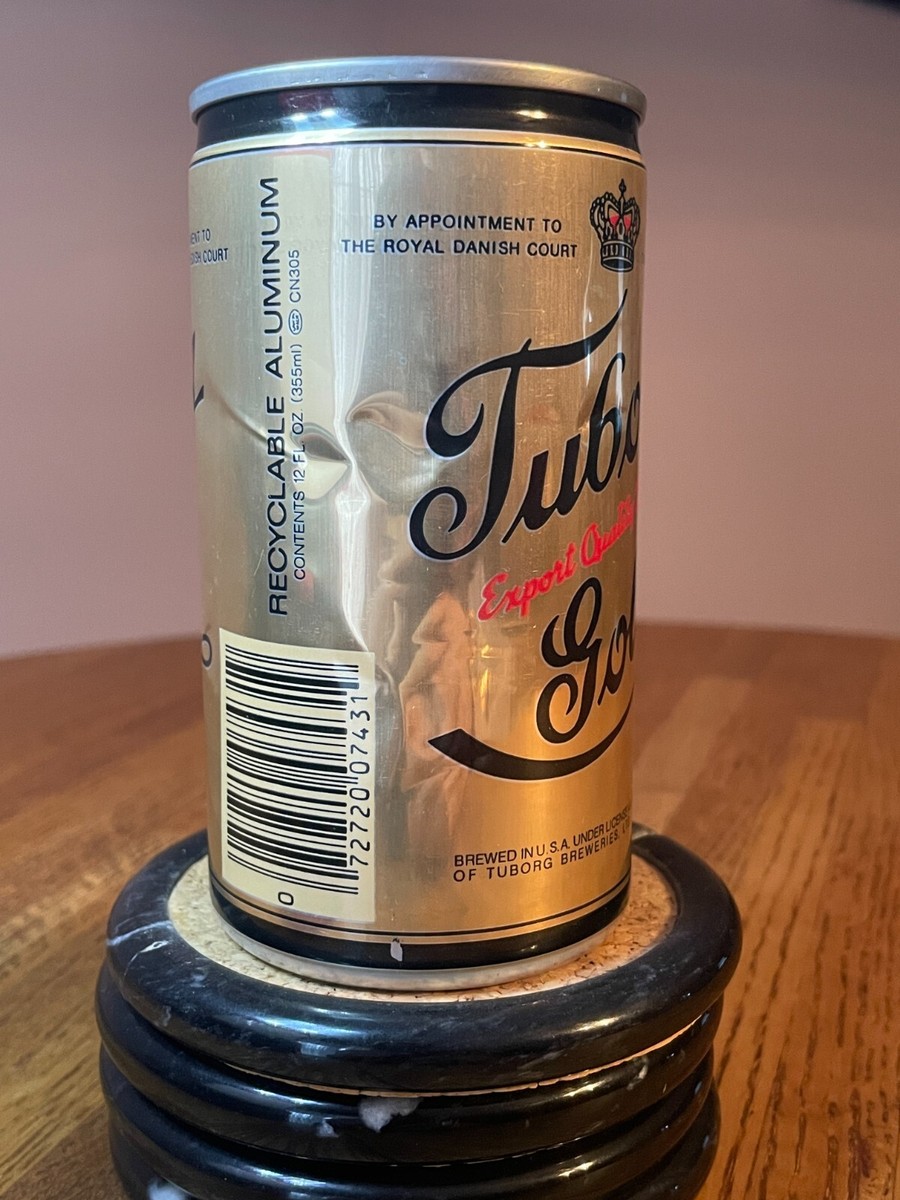 RECYCLABLE ALUMINUM
CONTENTS 12 FL. OZ. (355ml) CN305
BY APPOINTMENT TO
THE ROYAL DANISH COURT
Export
BREWED IN U.S.A. UNDER
OF TUBORG BREWERIES,
0 72720 07431